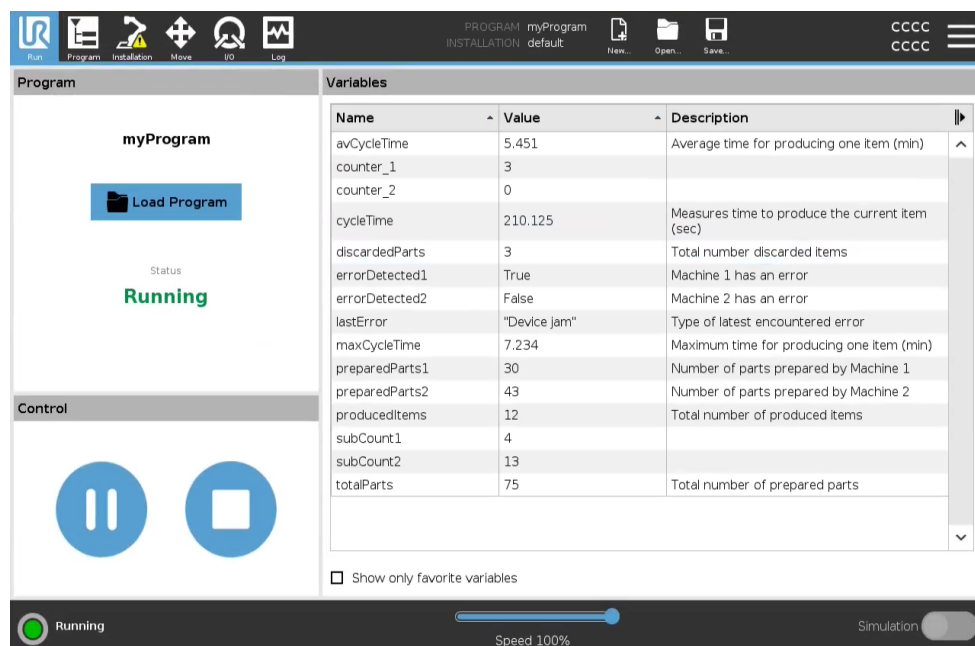 UR
Run
Program
Installation
Move
I/O
Log
PROGRAM myProgram
INSTALLATION default
New...
Open...
Save...
CCCC
CCCC
Program
myProgram
Load Program
Status
Running
Control
Variables
Name Value Description
avCycleTime 5.451 Average time for producing one item (min)
counter_1 3
counter_2 0
cycleTime 210.125 Measures time to produce the current item
(sec)
discardedParts 3 Total number discarded items
errorDetected1 True Machine 1 has an error
errorDetected2 False Machine 2 has an error
lastError "Device jam" Type of latest encountered error
maxCycleTime 7.234 Maximum time for producing one item (min)
preparedParts1 30 Number of parts prepared by Machine 1
preparedParts2 43 Number of parts prepared by Machine 2
producedItems 12 Total number of produced items
subCount1 4
subCount2 13
totalParts 75 Total number of prepared parts
Show only favorite variables
Running
Speed 100%
Simulation